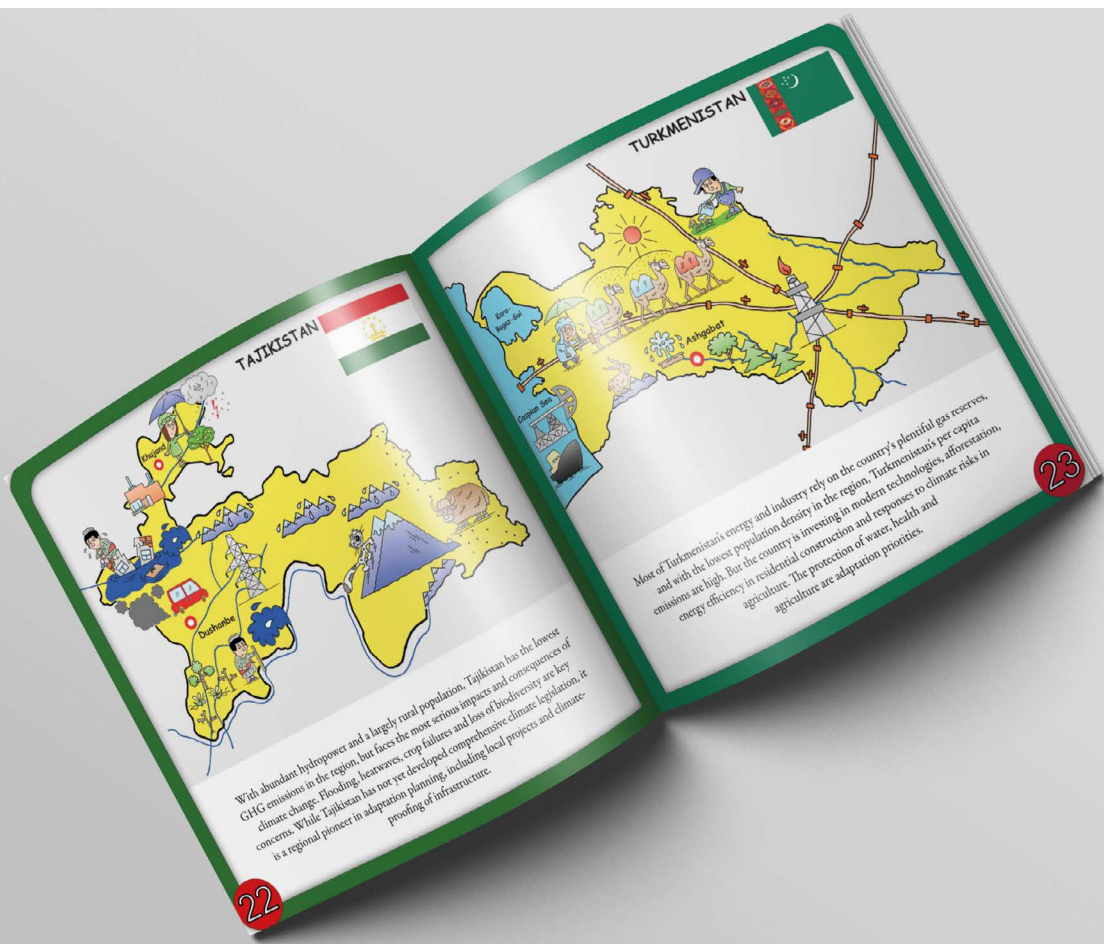 TAJIKISTAN
Khujand
Dushanbe
With abundant hydropower and a largely rural population, Tajikistan has the lowest
GHG emissions in the region, but faces the most serious impacts and consequences of
climate change. Flooding, heatwaves, crop failures and loss of biodiversity are key
concerns. While Tajikistan has not yet developed comprehensive climate legislation, it
is a regional pioneer in adaptation planning, including local projects and climate-
proofing of infrastructure.
22
TURKMENISTAN
Kara-
Bogaz-Gol
Caspian Sea
Ashgabat
Most of Turkmenistan's energy and industry rely on the country's plentiful gas reserves,
and with the lowest population density in the region, Turkmenistan's per capita
emissions are high. But the country is investing in modern technologies, afforestation,
energy efficiency in residential construction and responses to climate risks in
agriculture. The protection of water, health and
agriculture are adaptation priorities.
23